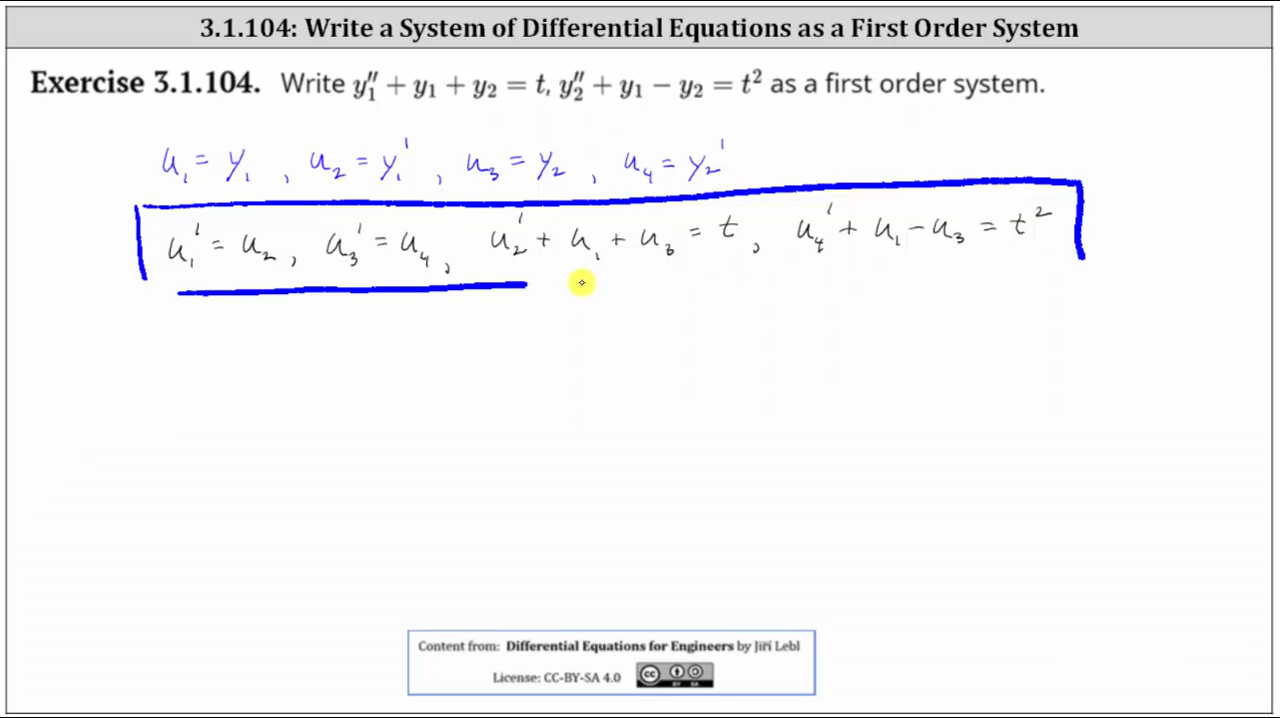 3.1.104: Write a System of Differential Equations as a First Order System
Exercise 3.1.104. Write y₁″ + y₁ + y₂ = t, y₂″ + y₁ − y₂ = t² as a first order system.
u₁ = y₁ , u₂ = y₁′ , u₃ = y₂ , u₄ = y₂′
u₁′ = u₂ , u₃′ = u₄ , u₂′ + u₁ + u₃ = t , u₄′ + u₁ − u₃ = t²
Content from: Differential Equations for Engineers by Jiří Lebl
License: CC-BY-SA 4.0 cc BY SA